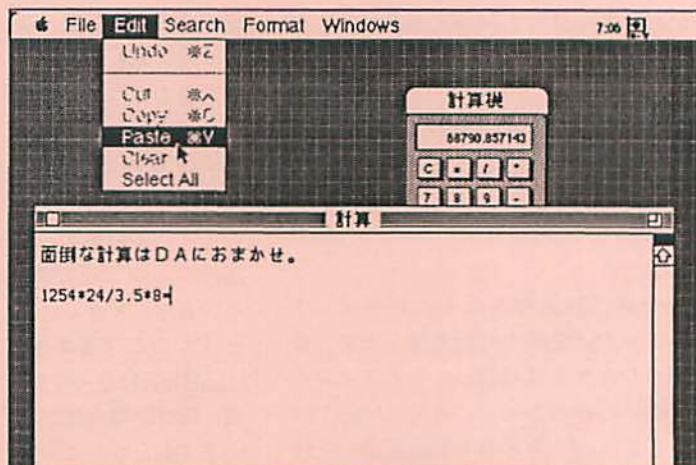 File Edit Search Format Windows 7:06
Undo ⌘Z
Cut ⌘X
Copy ⌘C
Paste ⌘V
Clear
Select All
計算機
68790.857143
C = / *
7 8 9 -
計算
面倒な計算はDAにおまかせ。
1254*24/3.5*8=